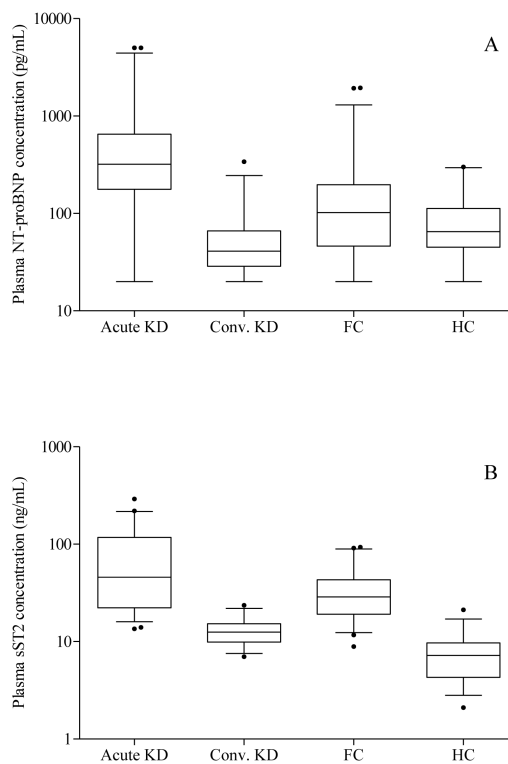 A
Plasma NT-proBNP concentration (pg/mL)
10000
1000
100
10
Acute KD Conv. KD FC HC
B
Plasma sST2 concentration (ng/mL)
1000
100
10
1
Acute KD Conv. KD FC HC